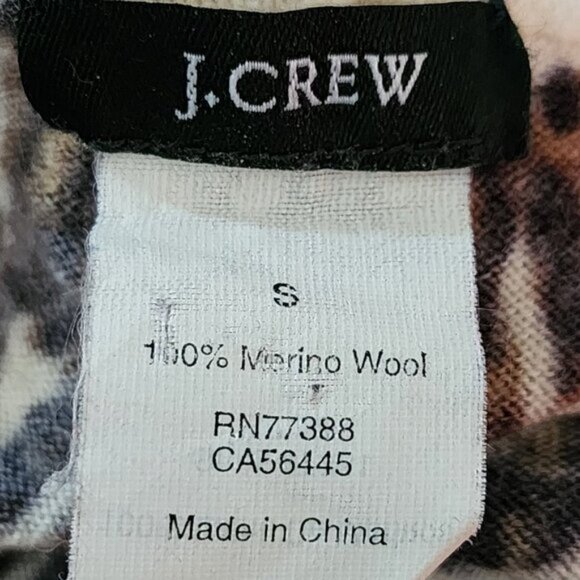 J.CREW
S
100% Merino Wool
RN77388
CA56445
Made in China